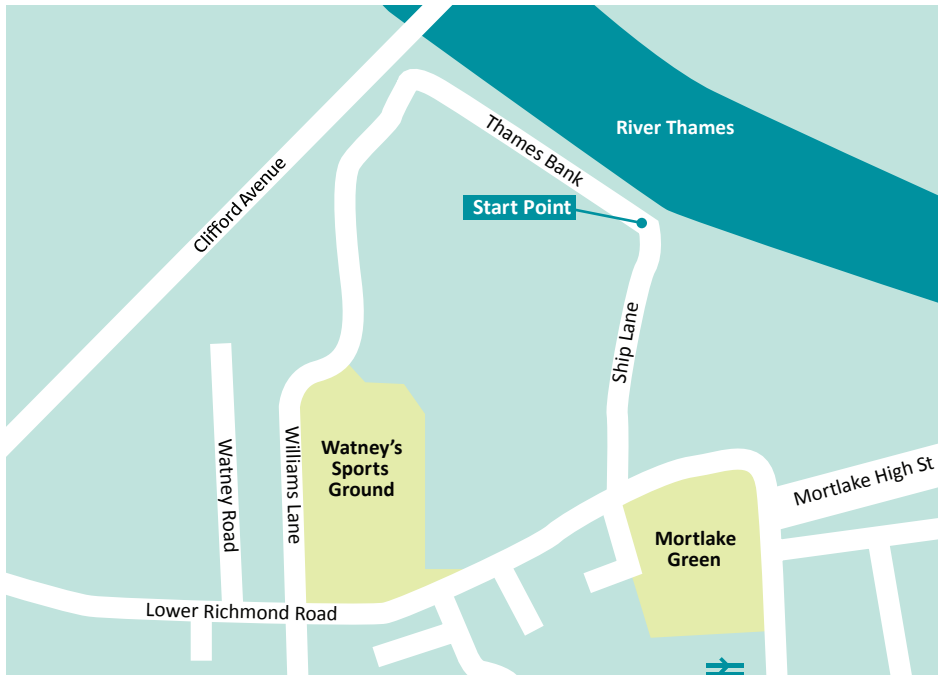 River Thames
Thames Bank
Start Point
Clifford Avenue
Ship Lane
Watney Road
Williams Lane
Watney’s
Sports
Ground
Mortlake High St
Mortlake
Green
Lower Richmond Road